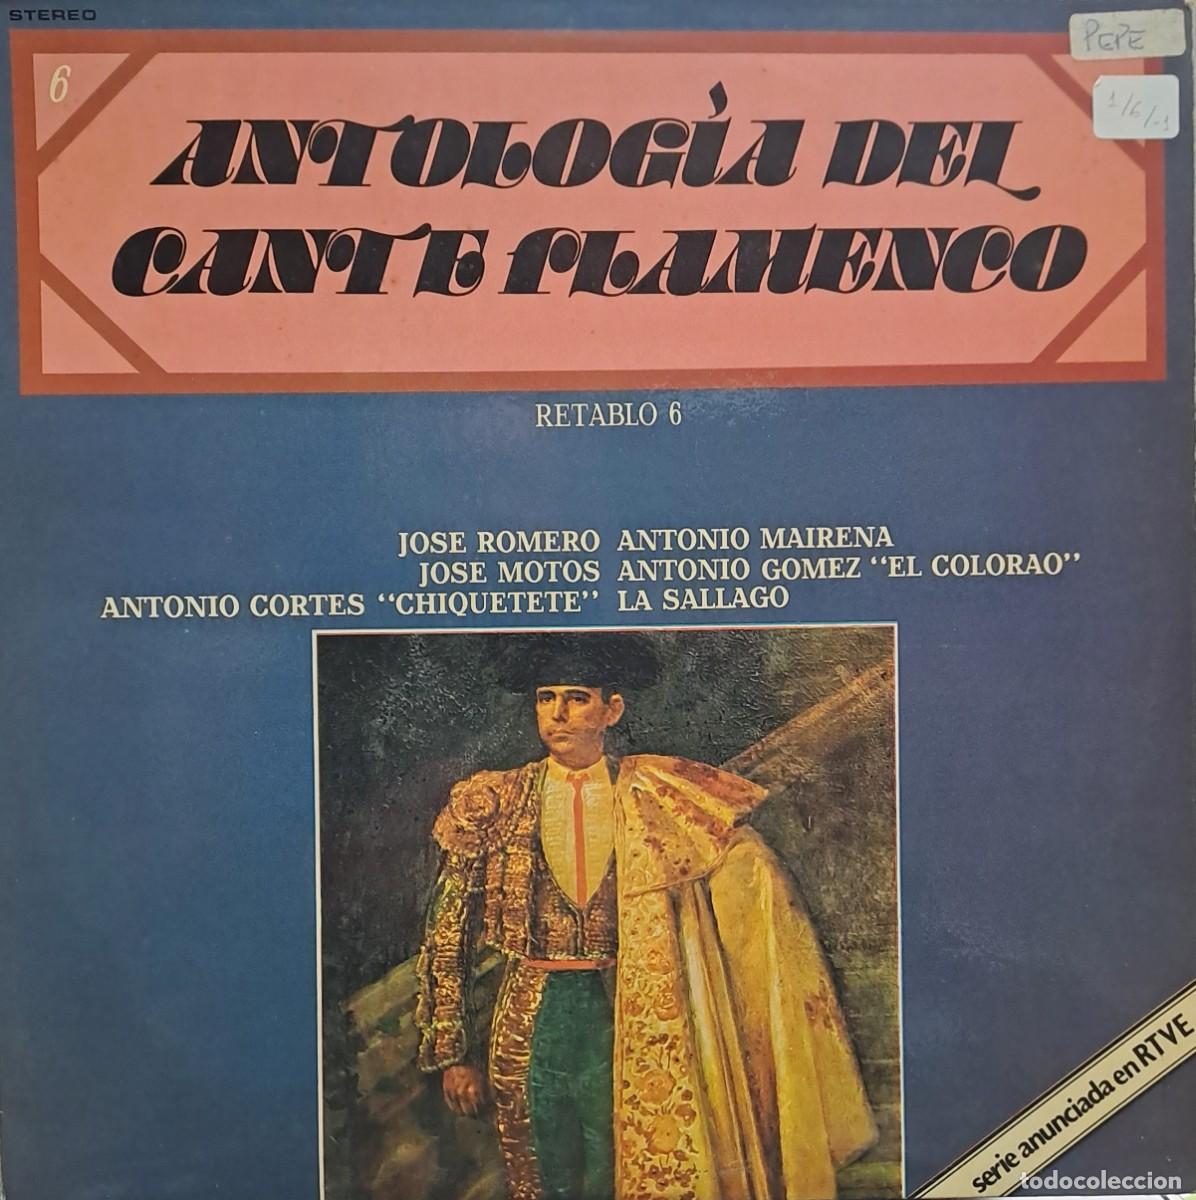 STEREO
PEPE
6
1/6/-1
ANTOLOGÌA DEL
CANTE FLAMENCO
RETABLO 6
JOSE ROMERO ANTONIO MAIRENA
JOSE MOTOS ANTONIO GOMEZ “EL COLORAO”
ANTONIO CORTES “CHIQUETETE” LA SALLAGO
serie anunciada en RTVE
todocoleccion